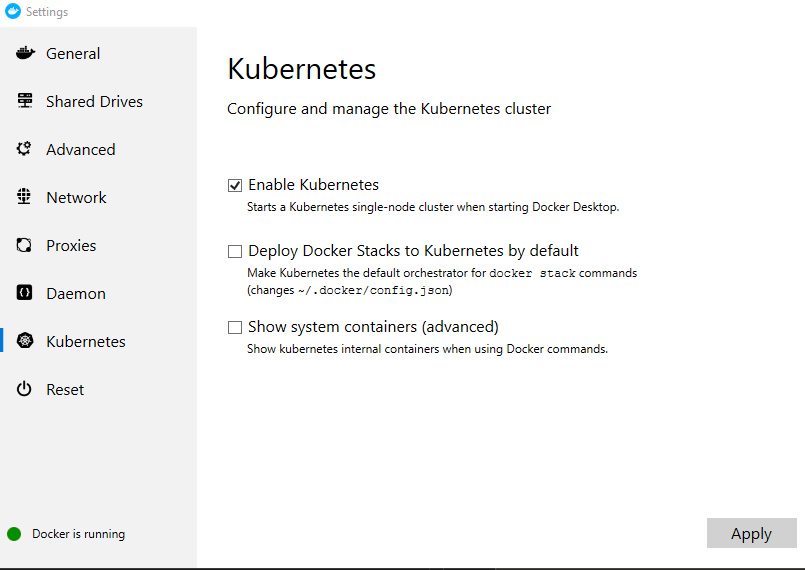 Settings
General
Shared Drives
Advanced
Network
Proxies
Daemon
Kubernetes
Reset
Docker is running
Kubernetes
Configure and manage the Kubernetes cluster
Enable Kubernetes
Starts a Kubernetes single-node cluster when starting Docker Desktop.
Deploy Docker Stacks to Kubernetes by default
Make Kubernetes the default orchestrator for docker stack commands
(changes ~/.docker/config.json)
Show system containers (advanced)
Show kubernetes internal containers when using Docker commands.
Apply